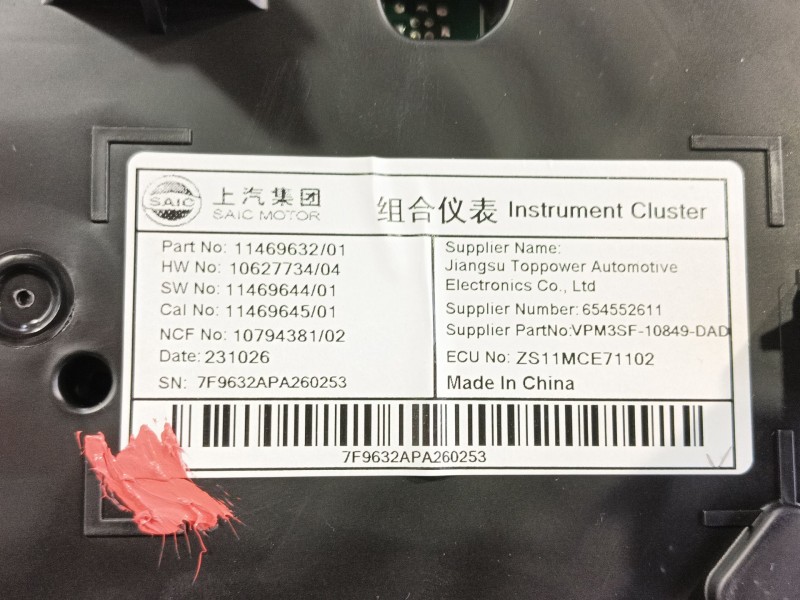 SAIC 上汽集团
SAIC MOTOR
组合仪表 Instrument Cluster
Part No: 11469632/01
HW No: 10627734/04
SW No: 11469644/01
Cal No: 11469645/01
NCF No: 10794381/02
Date: 231026
SN: 7F9632APA260253
Supplier Name:
Jiangsu Toppower Automotive
Electronics Co., Ltd
Supplier Number: 654552611
Supplier PartNo:VPM3SF-10849-DAD
ECU No: ZS11MCE71102
Made In China
7F9632APA260253